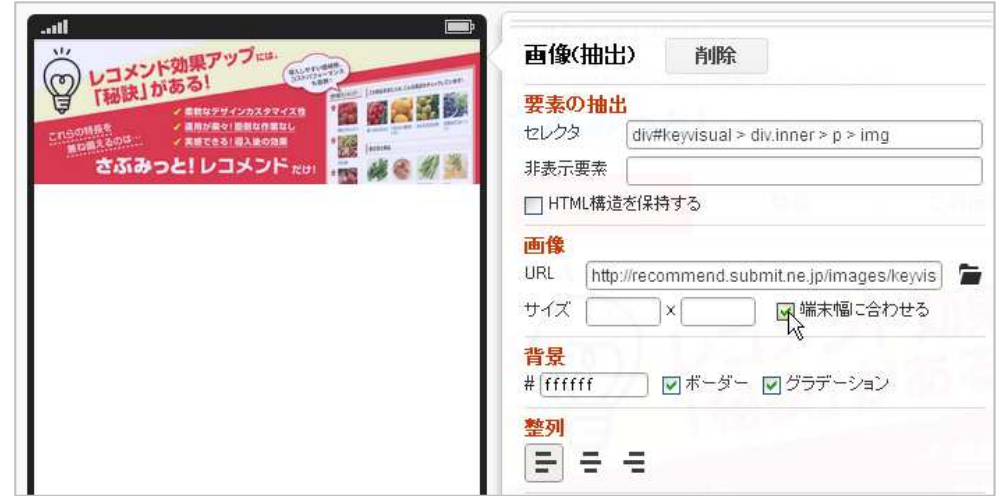 レコメンド効果アップには、
「秘訣」がある!
導入しやすい価格帯、
コストパフォーマンス
も抜群!
✓ 柔軟なデザインカスタマイズ性
✓ 運用が楽々!面倒な作業なし
✓ 実感できる!導入後の効果
これらの特長を
兼ね備えるのは…
さぶみっと!レコメンド だけ!
画像(抽出)
削除
要素の抽出
セレクタ div#keyvisual > div.inner > p > img
非表示要素
HTML構造を保持する
画像
URL http://recommend.submit.ne.jp/images/keyvis
サイズ × 端末幅に合わせる
背景
# ffffff ボーダー グラデーション
整列